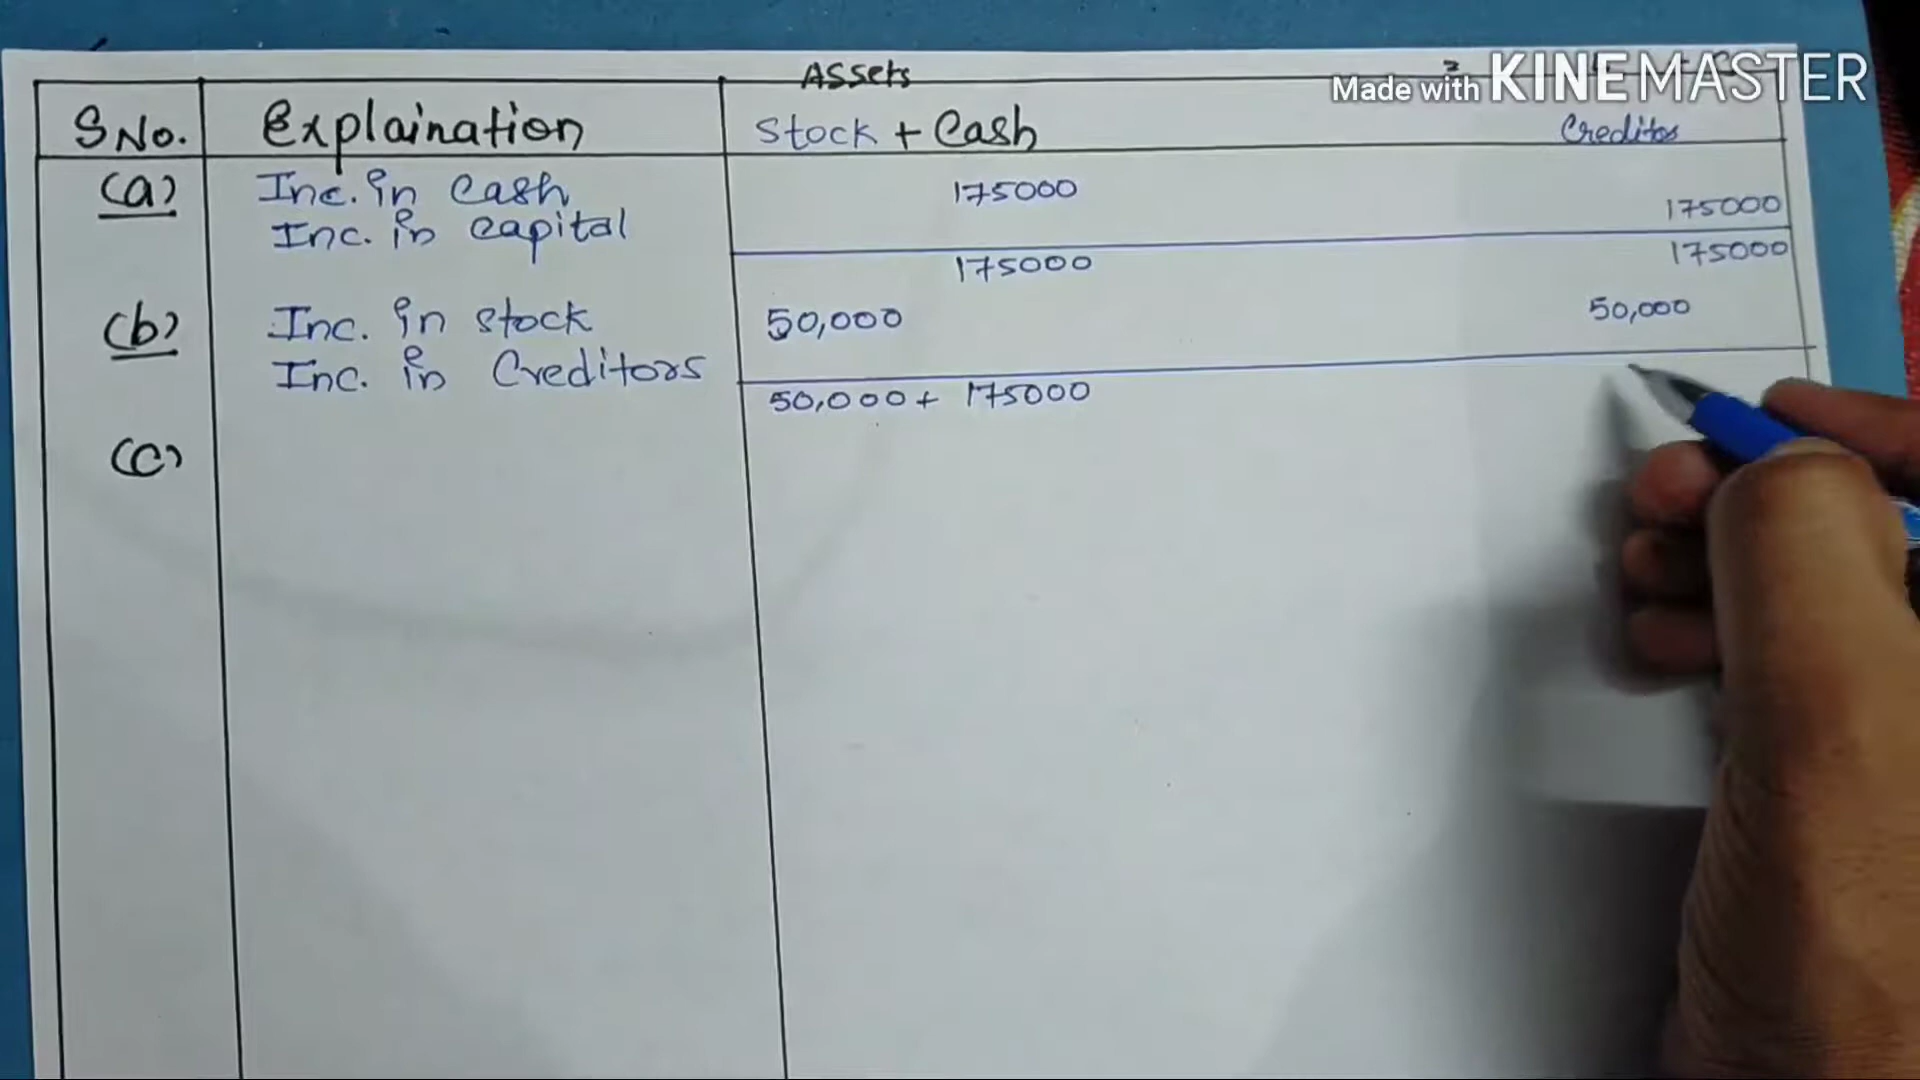 Assets
Made with KINEMASTER
S No. Explaination Stock + Cash Creditos
(a) Inc. in cash 175000
Inc. in capital 175000
175000 175000
(b) Inc. in stock 50,000 50,000
Inc. in Creditors
50,000 + 175000
(c)